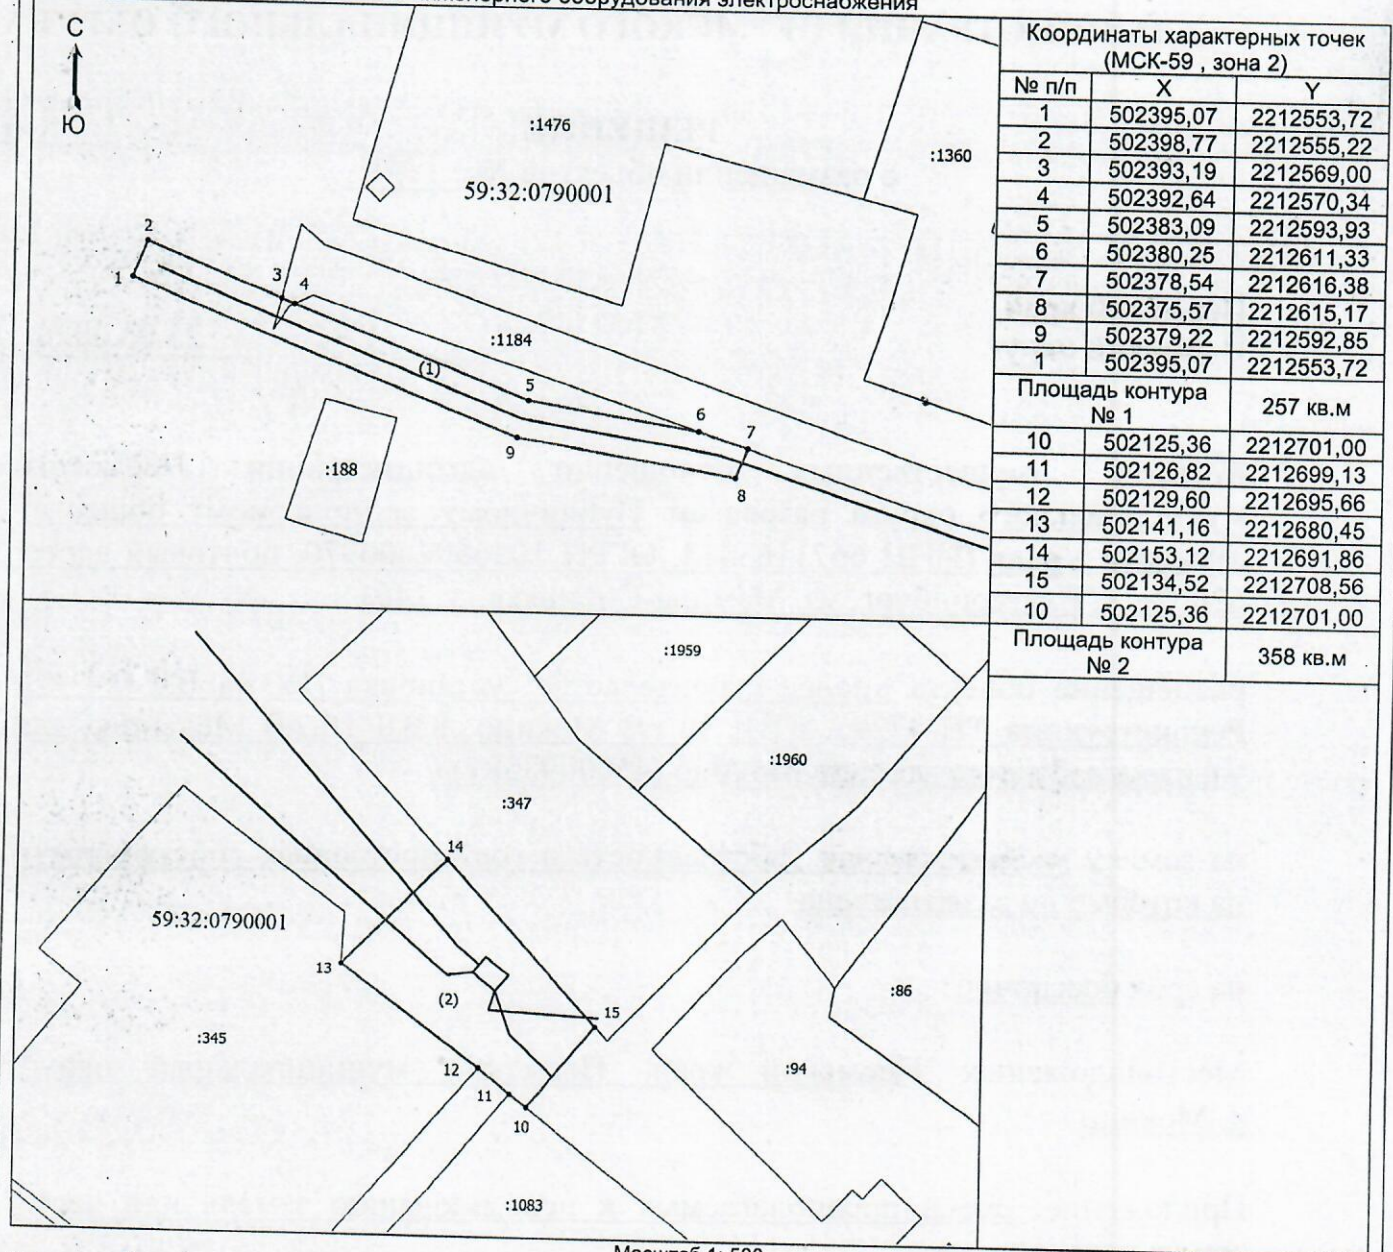 оборудования электроснабжения
С
Ю
:1476
:1360
59:32:0790001
2
1
3
4
:1184
(1)
5
6
7
9
8
:188
Координаты характерных точек
(МСК-59 , зона 2)
№ п/п X Y
1 502395,07 2212553,72
2 502398,77 2212555,22
3 502393,19 2212569,00
4 502392,64 2212570,34
5 502383,09 2212593,93
6 502380,25 2212611,33
7 502378,54 2212616,38
8 502375,57 2212615,17
9 502379,22 2212592,85
1 502395,07 2212553,72
Площадь контура
№ 1
257 кв.м
10 502125,36 2212701,00
11 502126,82 2212699,13
12 502129,60 2212695,66
13 502141,16 2212680,45
14 502153,12 2212691,86
15 502134,52 2212708,56
10 502125,36 2212701,00
Площадь контура
№ 2
358 кв.м
:1959
:1960
:347
14
59:32:0790001
13
(2)
:86
15
:345
12
:94
11
10
:1083